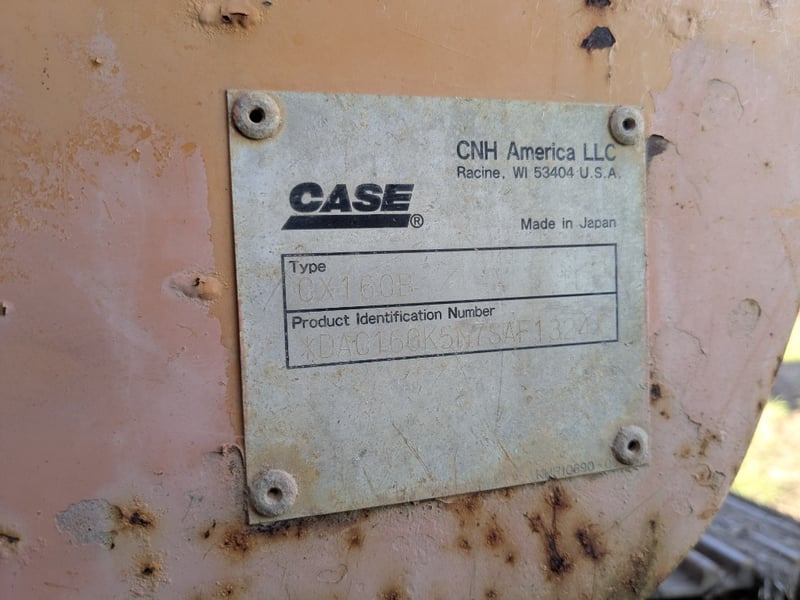 CNH America LLC
Racine, WI 53404 U.S.A.
CASE®
Made in Japan
Type
CX160B
Product Identification Number